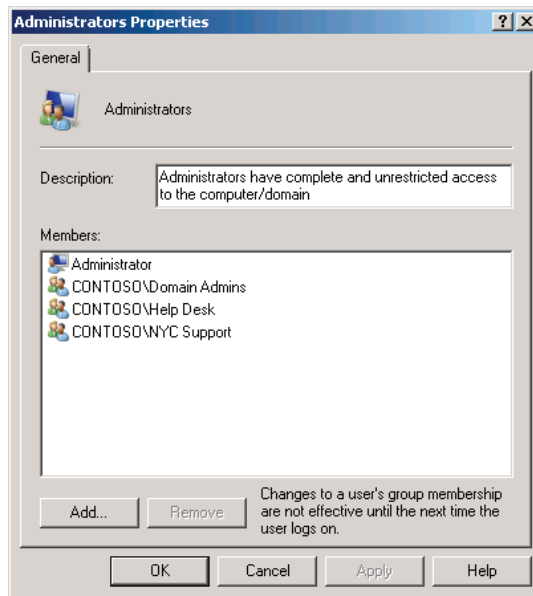 Administrators Properties
General
Administrators
Description:
Administrators have complete and unrestricted access
to the computer/domain
Members:
Administrator
CONTOSO\Domain Admins
CONTOSO\Help Desk
CONTOSO\NYC Support
Add...
Remove
Changes to a user's group membership
are not effective until the next time the
user logs on.
OK
Cancel
Apply
Help